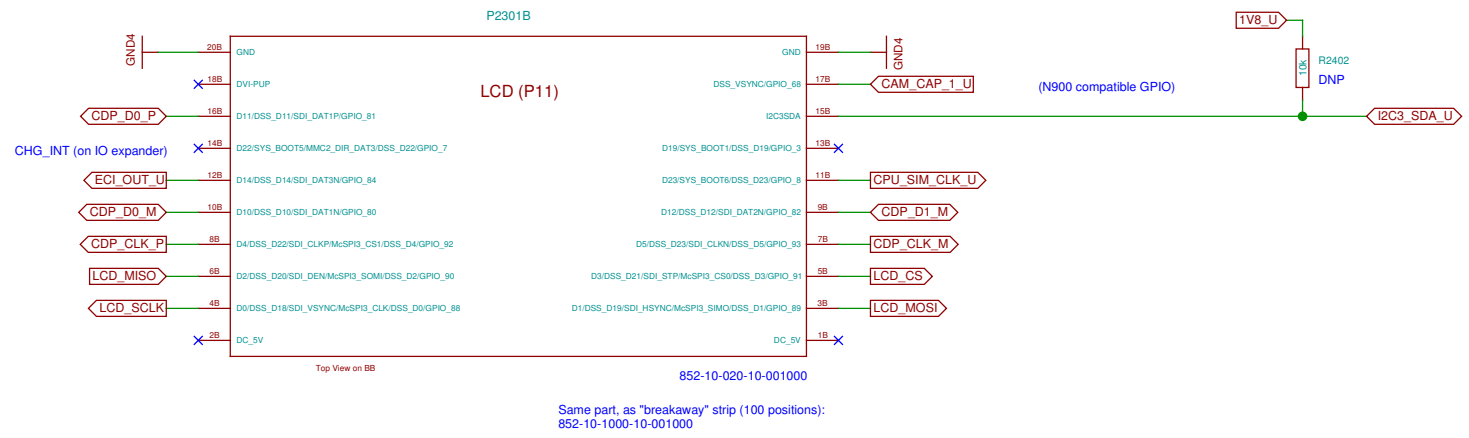 P2301B
1V8_U
GND4
20B GND
GND 19B
GND4
10k
R2402
DNP
18B DVI-PUP
LCD (P11)
DSS_VSYNC/GPIO_68 17B
CAM_CAP_1_U
(N900 compatible GPIO)
CDP_D0_P
16B D11/DSS_D11/SDI_DAT1P/GPIO_81
I2C3SDA 15B
I2C3_SDA_U
CHG_INT (on IO expander)
14B D22/SYS_BOOT5/MMC2_DIR_DAT3/DSS_D22/GPIO_7
D19/SYS_BOOT1/DSS_D19/GPIO_3 13B
ECI_OUT_U
12B D14/DSS_D14/SDI_DAT3N/GPIO_84
D23/SYS_BOOT6/DSS_D23/GPIO_8 11B
CPU_SIM_CLK_U
CDP_D0_M
10B D10/DSS_D10/SDI_DAT1N/GPIO_80
D12/DSS_D12/SDI_DAT2N/GPIO_82 9B
CDP_D1_M
CDP_CLK_P
8B D4/DSS_D22/SDI_CLKP/McSPI3_CS1/DSS_D4/GPIO_92
D5/DSS_D23/SDI_CLKN/DSS_D5/GPIO_93 7B
CDP_CLK_M
LCD_MISO
6B D2/DSS_D20/SDI_DEN/McSPI3_SOMI/DSS_D2/GPIO_90
D3/DSS_D21/SDI_STP/McSPI3_CS0/DSS_D3/GPIO_91 5B
LCD_CS
LCD_SCLK
4B D0/DSS_D18/SDI_VSYNC/McSPI3_CLK/DSS_D0/GPIO_88
D1/DSS_D19/SDI_HSYNC/McSPI3_SIMO/DSS_D1/GPIO_89 3B
LCD_MOSI
2B DC_5V
DC_5V 1B
Top View on BB
852-10-020-10-001000
Same part, as "breakaway" strip (100 positions):
852-10-1000-10-001000